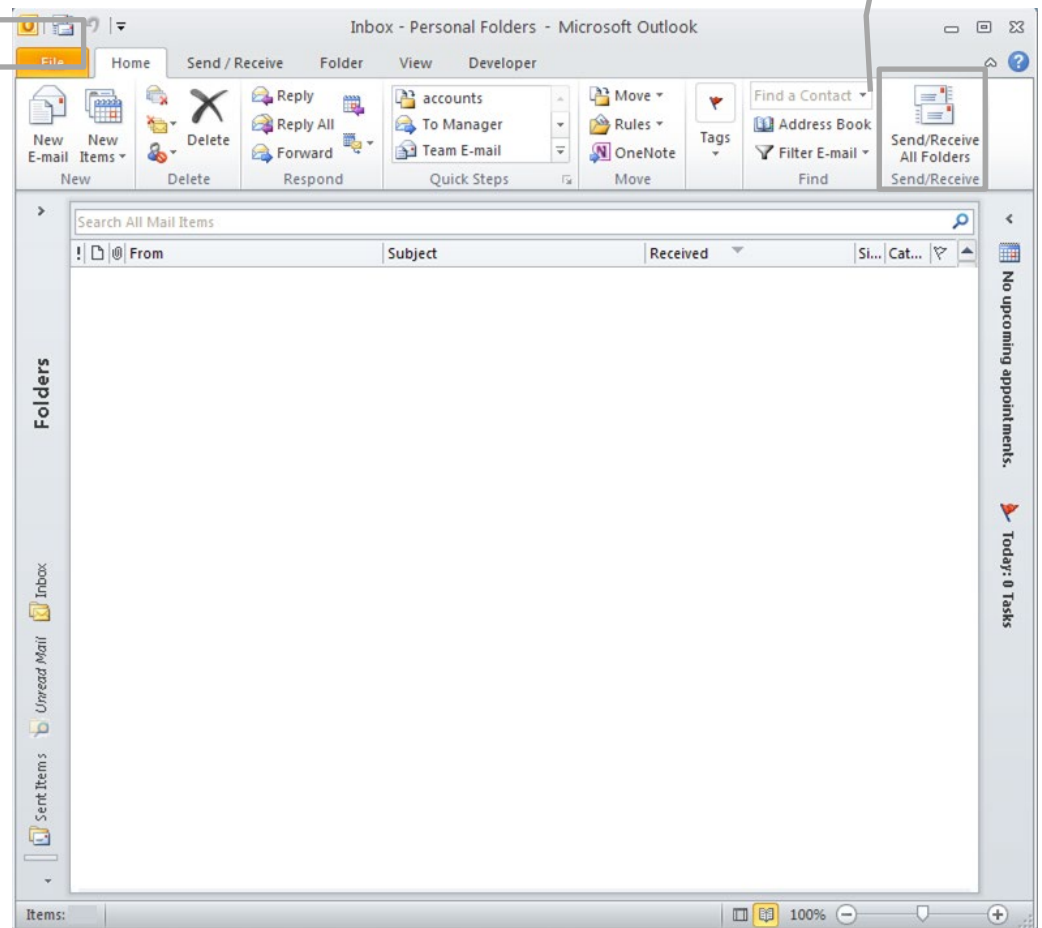 Inbox - Personal Folders - Microsoft Outlook
File Home Send / Receive Folder View Developer
New E-mail
New Items
Delete
Reply
Reply All
Forward
accounts
To Manager
Team E-mail
Move
Rules
OneNote
Tags
Find a Contact
Address Book
Filter E-mail
Send/Receive
All Folders
New Delete Respond Quick Steps Move Find Send/Receive
Search All Mail Items
! From Subject Received Si... Cat...
Folders
Inbox
Unread Mail
Sent Items
No upcoming appointments.
Today: 0 Tasks
Items:
100%